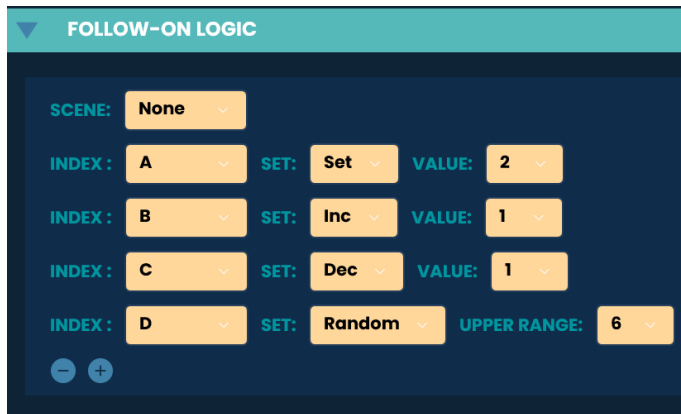 FOLLOW-ON LOGIC
SCENE: None
INDEX : A SET: Set VALUE: 2
INDEX : B SET: Inc VALUE: 1
INDEX : C SET: Dec VALUE: 1
INDEX : D SET: Random UPPER RANGE: 6